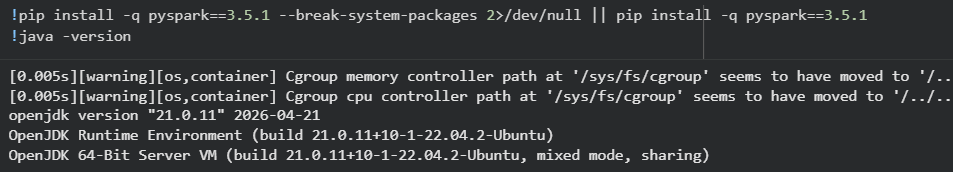 !pip install -q pyspark==3.5.1 --break-system-packages 2>/dev/null || pip install -q pyspark==3.5.1
!java -version
[0.005s][warning][os,container] Cgroup memory controller path at '/sys/fs/cgroup' seems to have moved to '/..
[0.005s][warning][os,container] Cgroup cpu controller path at '/sys/fs/cgroup' seems to have moved to '/../..
openjdk version "21.0.11" 2026-04-21
OpenJDK Runtime Environment (build 21.0.11+10-1-22.04.2-Ubuntu)
OpenJDK 64-Bit Server VM (build 21.0.11+10-1-22.04.2-Ubuntu, mixed mode, sharing)